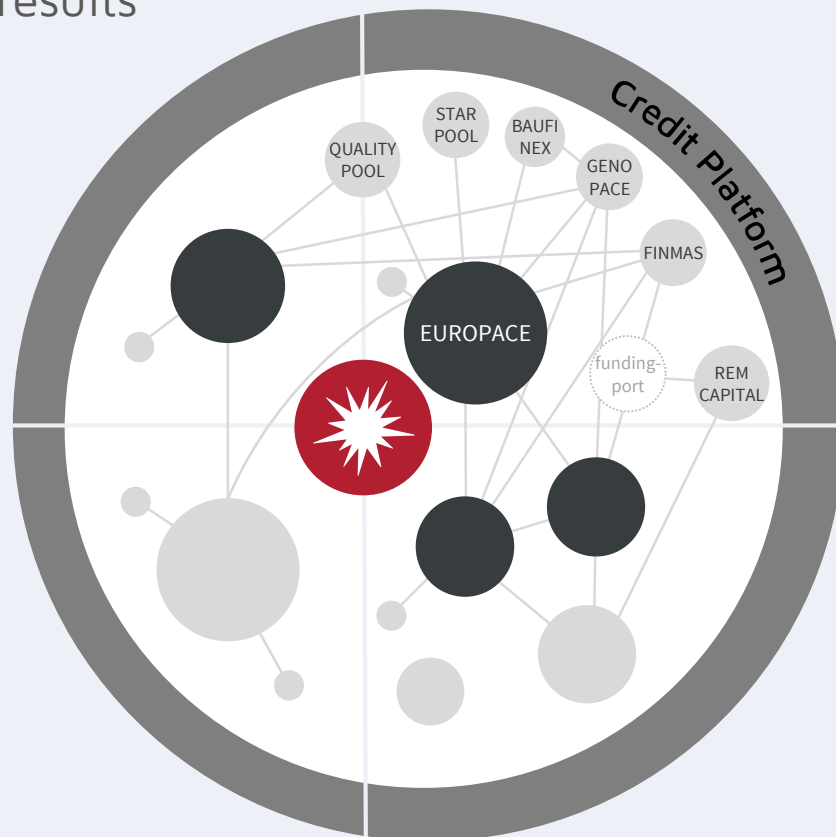 results
Credit Platform
STAR
POOL
BAUFI
NEX
QUALITY
POOL
GENO
PACE
FINMAS
EUROPACE
funding-
port
REM
CAPITAL